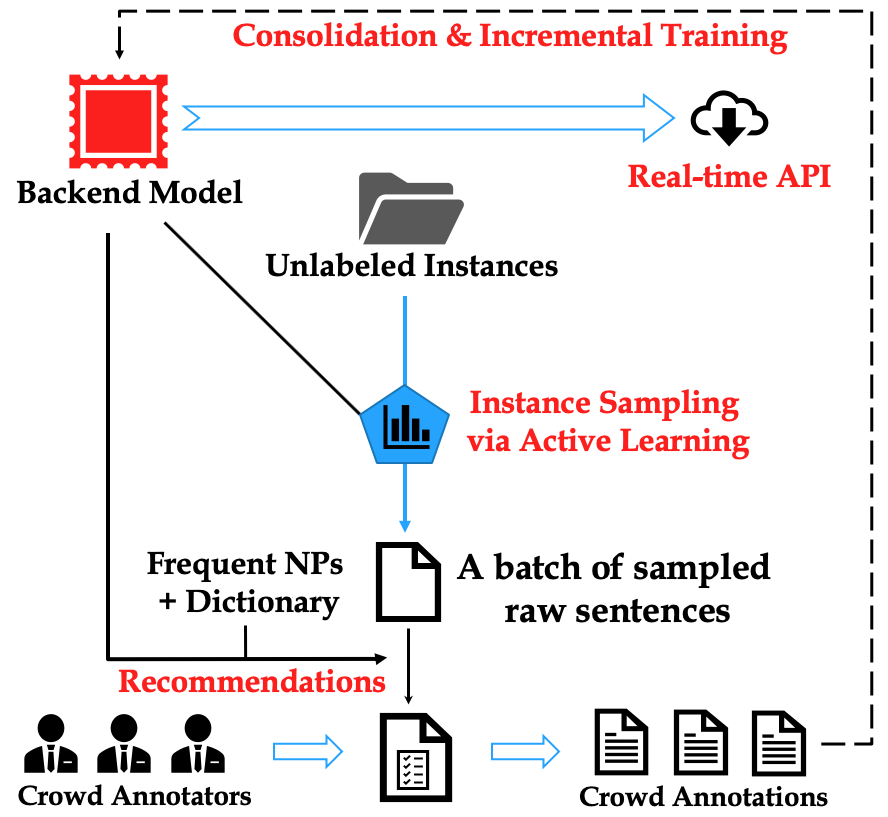 Consolidation & Incremental Training
Backend Model
Real-time API
Unlabeled Instances
Instance Sampling
via Active Learning
Frequent NPs
+ Dictionary
A batch of sampled
raw sentences
Recommendations
Crowd Annotators
Crowd Annotations